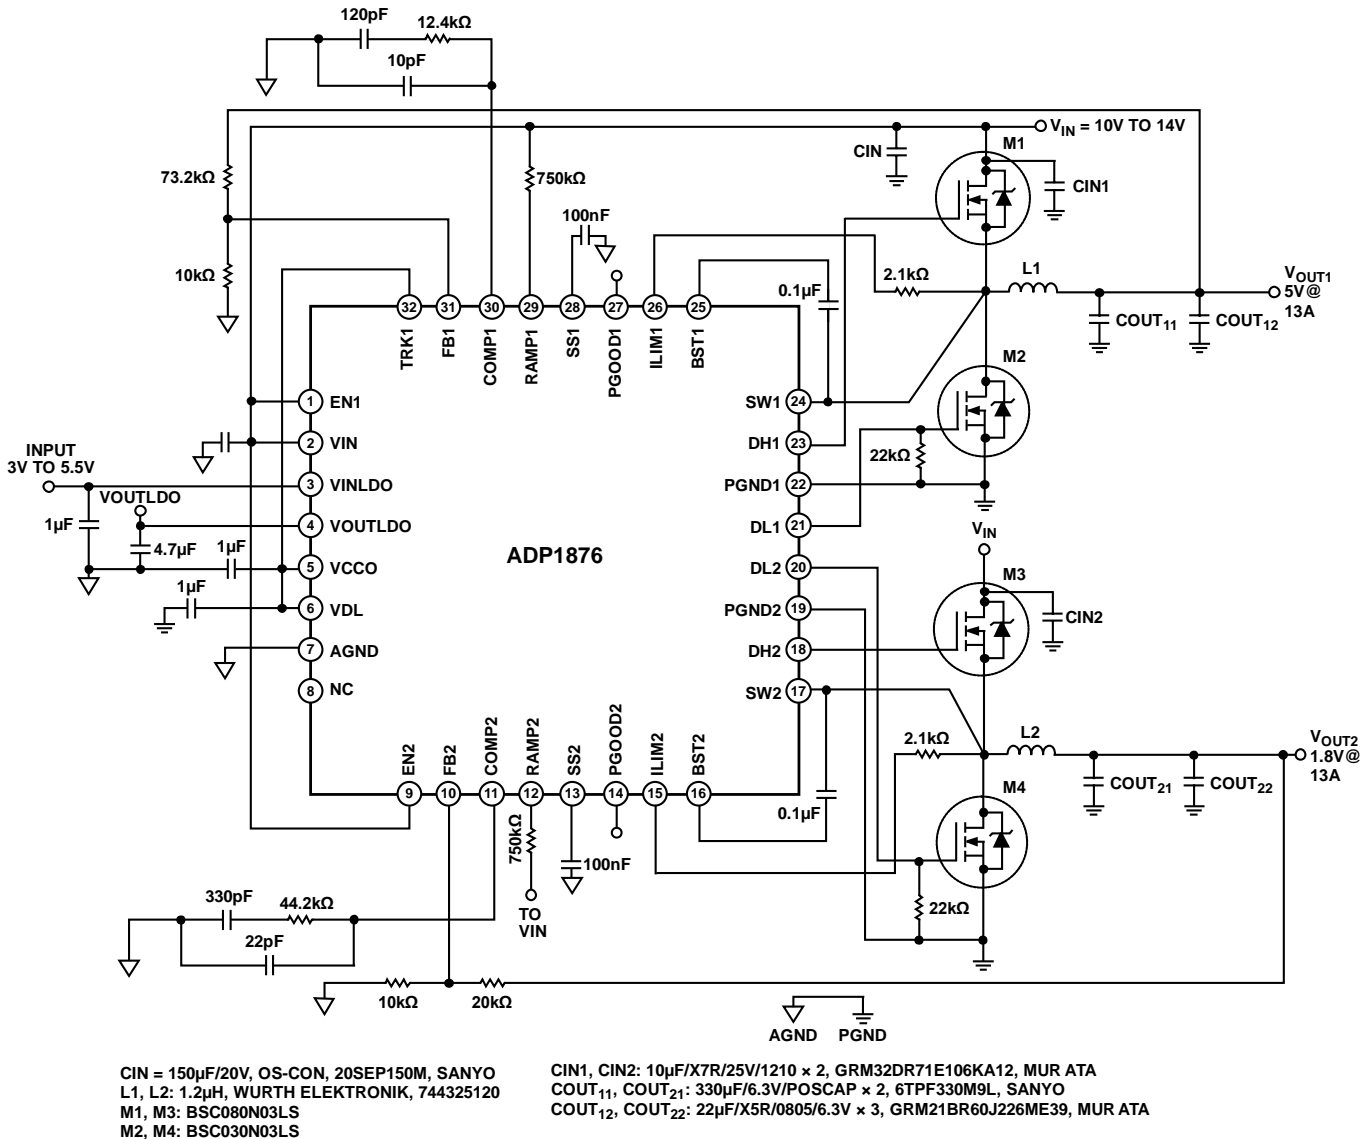 120pF
12.4kΩ
10pF
VIN = 10V TO 14V
M1
CIN
CIN1
73.2kΩ
750kΩ
100nF
10kΩ
2.1kΩ
L1
0.1µF
VOUT1
5V@
13A
COUT11
COUT12
32
31
30
29
28
27
26
25
TRK1
FB1
COMP1
RAMP1
SS1
PGOOD1
ILIM1
BST1
M2
1 EN1
2 VIN
3 VINLDO
4 VOUTLDO
5 VCCO
6 VDL
7 AGND
8 NC
SW1 24
DH1 23
PGND1 22
DL1 21
DL2 20
PGND2 19
DH2 18
SW2 17
22kΩ
INPUT
3V TO 5.5V
VOUTLDO
1µF
4.7µF
1µF
1µF
ADP1876
VIN
M3
CIN2
EN2
FB2
COMP2
RAMP2
SS2
PGOOD2
ILIM2
BST2
9
10
11
12
13
14
15
16
2.1kΩ
L2
0.1µF
VOUT2
1.8V@
13A
COUT21
COUT22
M4
22kΩ
750kΩ
100nF
TO
VIN
330pF
44.2kΩ
22pF
10kΩ
20kΩ
AGND
PGND
CIN = 150µF/20V, OS-CON, 20SEP150M, SANYO
L1, L2: 1.2µH, WURTH ELEKTRONIK, 744325120
M1, M3: BSC080N03LS
M2, M4: BSC030N03LS
CIN1, CIN2: 10µF/X7R/25V/1210 × 2, GRM32DR71E106KA12, MUR ATA
COUT11, COUT21: 330µF/6.3V/POSCAP × 2, 6TPF330M9L, SANYO
COUT12, COUT22: 22µF/X5R/0805/6.3V × 3, GRM21BR60J226ME39, MUR ATA